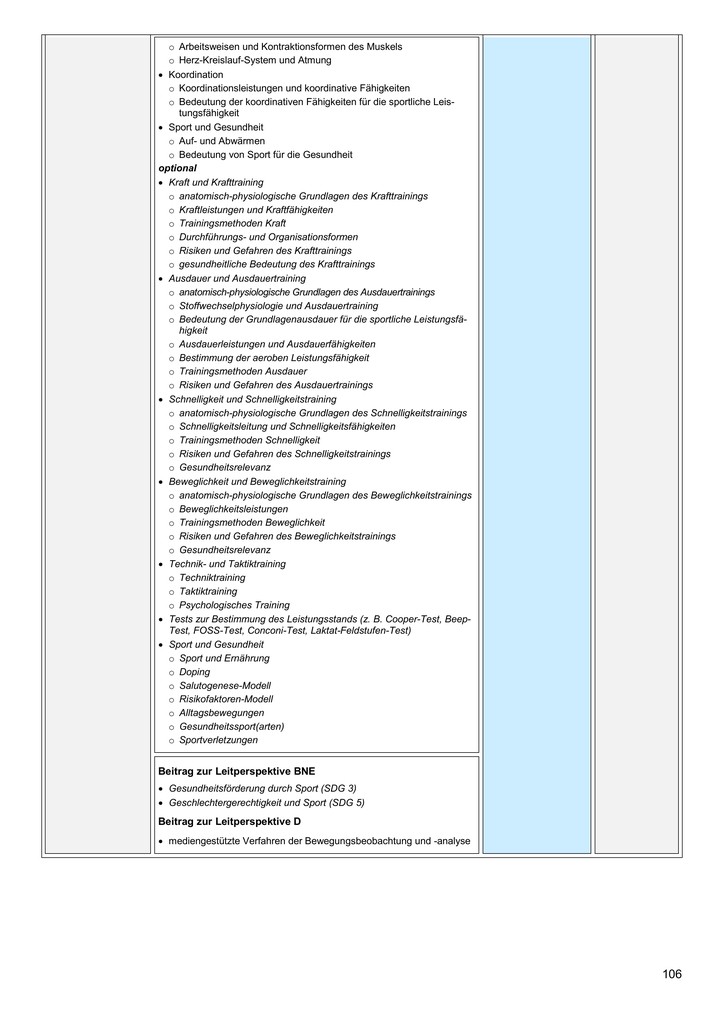 o Arbeitsweisen und Kontraktionsformen des Muskels
o Herz-Kreislauf-System und Atmung
• Koordination
o Koordinationsleistungen und koordinative Fähigkeiten
o Bedeutung der koordinativen Fähigkeiten für die sportliche Leis-
tungsfähigkeit
• Sport und Gesundheit
o Auf- und Abwärmen
o Bedeutung von Sport für die Gesundheit
optional
• Kraft und Krafttraining
o anatomisch-physiologische Grundlagen des Krafttrainings
o Kraftleistungen und Kraftfähigkeiten
o Trainingsmethoden Kraft
o Durchführungs- und Organisationsformen
o Risiken und Gefahren des Krafttrainings
o gesundheitliche Bedeutung des Krafttrainings
• Ausdauer und Ausdauertraining
o anatomisch-physiologische Grundlagen des Ausdauertrainings
o Stoffwechselphysiologie und Ausdauertraining
o Bedeutung der Grundlagenausdauer für die sportliche Leistungsfä-
higkeit
o Ausdauerleistungen und Ausdauerfähigkeiten
o Bestimmung der aeroben Leistungsfähigkeit
o Trainingsmethoden Ausdauer
o Risiken und Gefahren des Ausdauertrainings
• Schnelligkeit und Schnelligkeitstraining
o anatomisch-physiologische Grundlagen des Schnelligkeitstrainings
o Schnelligkeitsleitung und Schnelligkeitsfähigkeiten
o Trainingsmethoden Schnelligkeit
o Risiken und Gefahren des Schnelligkeitstrainings
o Gesundheitsrelevanz
• Beweglichkeit und Beweglichkeitstraining
o anatomisch-physiologische Grundlagen des Beweglichkeitstrainings
o Beweglichkeitsleistungen
o Trainingsmethoden Beweglichkeit
o Risiken und Gefahren des Beweglichkeitstrainings
o Gesundheitsrelevanz
• Technik- und Taktiktraining
o Techniktraining
o Taktiktraining
o Psychologisches Training
• Tests zur Bestimmung des Leistungsstands (z. B. Cooper-Test, Beep-
Test, FOSS-Test, Conconi-Test, Laktat-Feldstufen-Test)
• Sport und Gesundheit
o Sport und Ernährung
o Doping
o Salutogenese-Modell
o Risikofaktoren-Modell
o Alltagsbewegungen
o Gesundheitssport(arten)
o Sportverletzungen
Beitrag zur Leitperspektive BNE
• Gesundheitsförderung durch Sport (SDG 3)
• Geschlechtergerechtigkeit und Sport (SDG 5)
Beitrag zur Leitperspektive D
• mediengestützte Verfahren der Bewegungsbeobachtung und -analyse
106